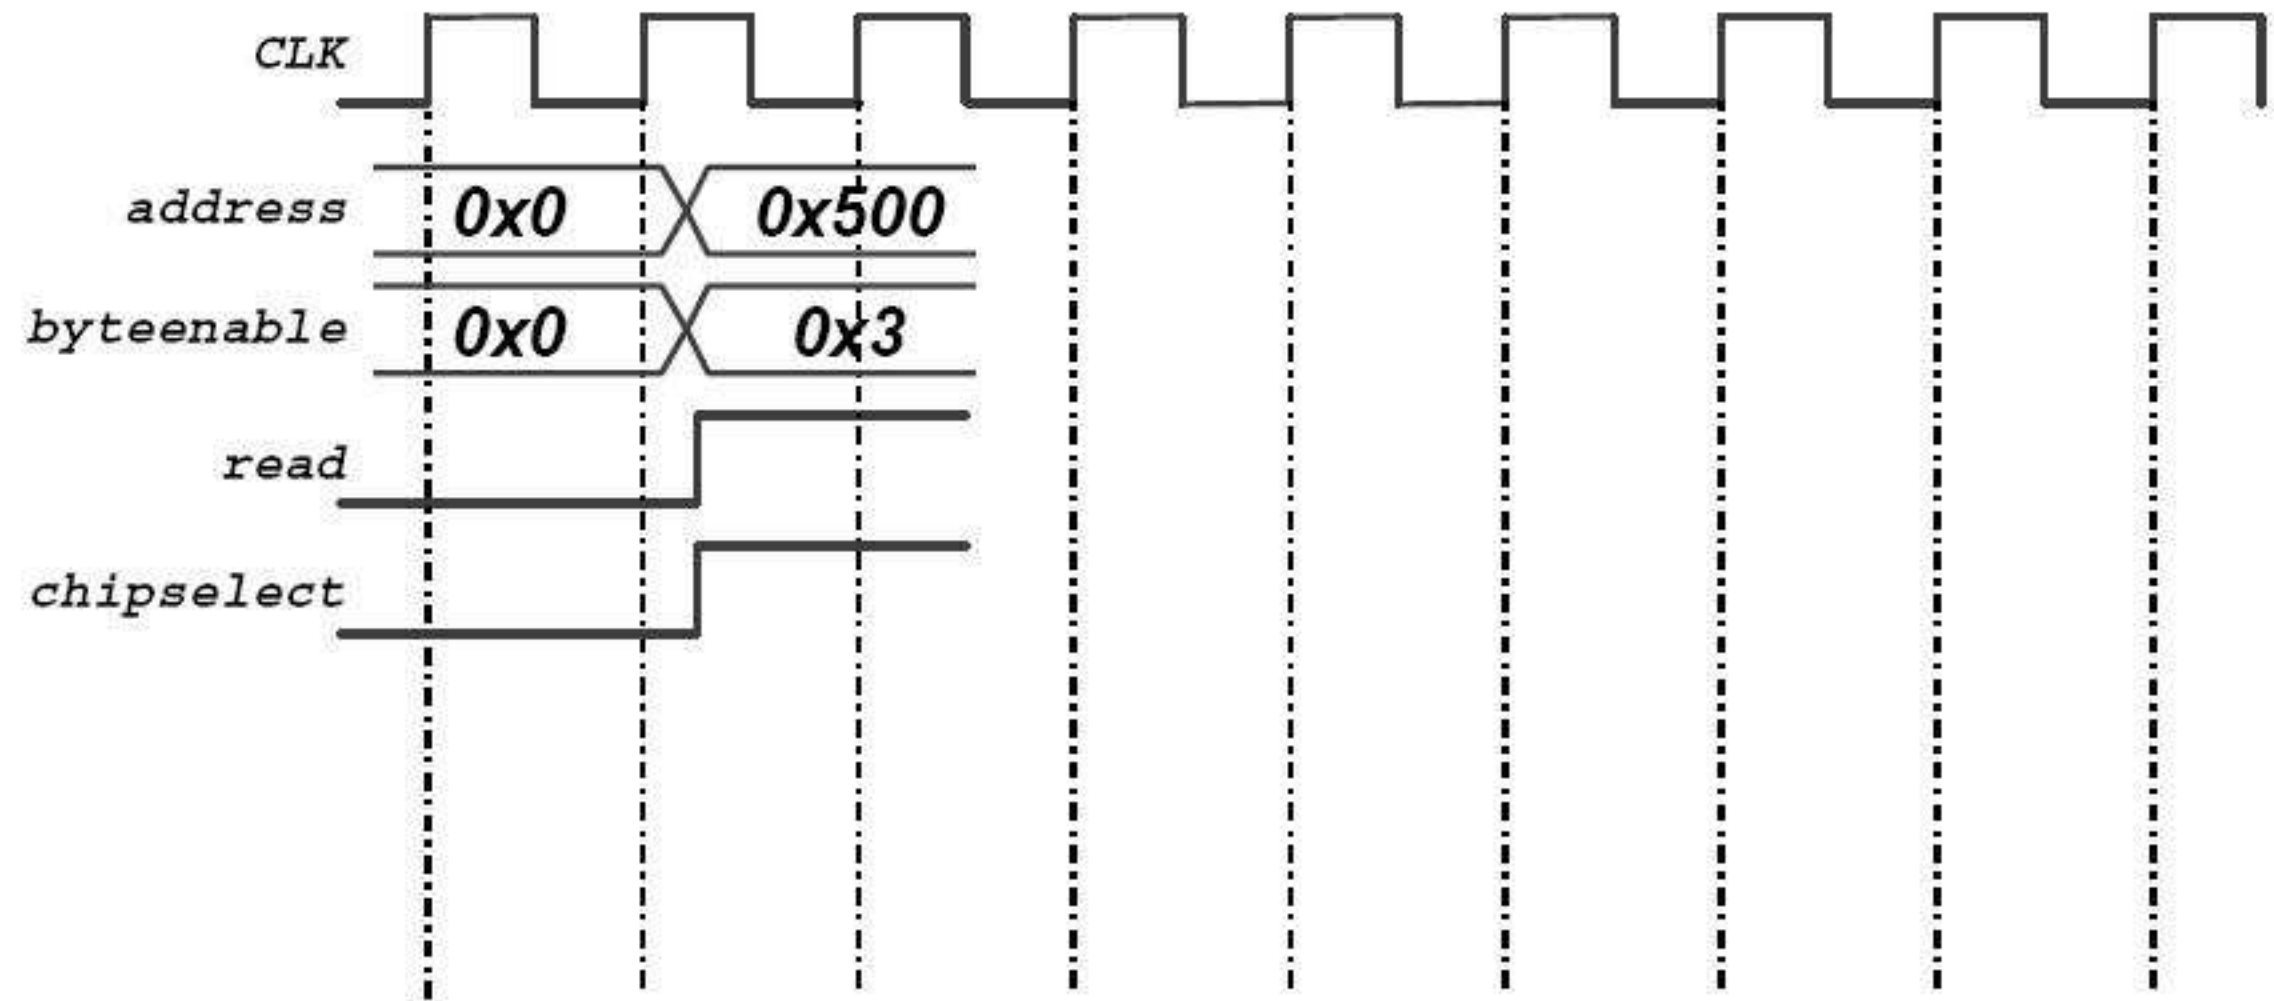 CLK
address 0x0 0x500
byteenable 0x0 0x3
read
chipselect